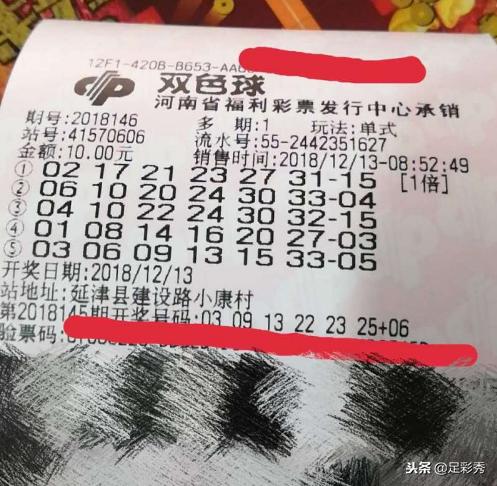 12F1-420B-B653-AA
双色球
河南省福利彩票发行中心承销
期号:2018146 多期:1 玩法:单式
站号:41570606 流水号:55-2442351627
金额:10.00元 销售时间:2018/12/13-08:52:49
① 02 17 21 23 27 31-15 [1倍]
② 06 10 20 24 30 33-04
③ 04 10 22 24 30 32-15
④ 01 08 14 16 20 27-03
⑤ 03 06 09 13 15 33-05
开奖日期:2018/12/13
站地址:延津县建设路小康村
第2018145期开奖号码:03 09 13 22 23 25+06
验票码:
头条@足彩秀